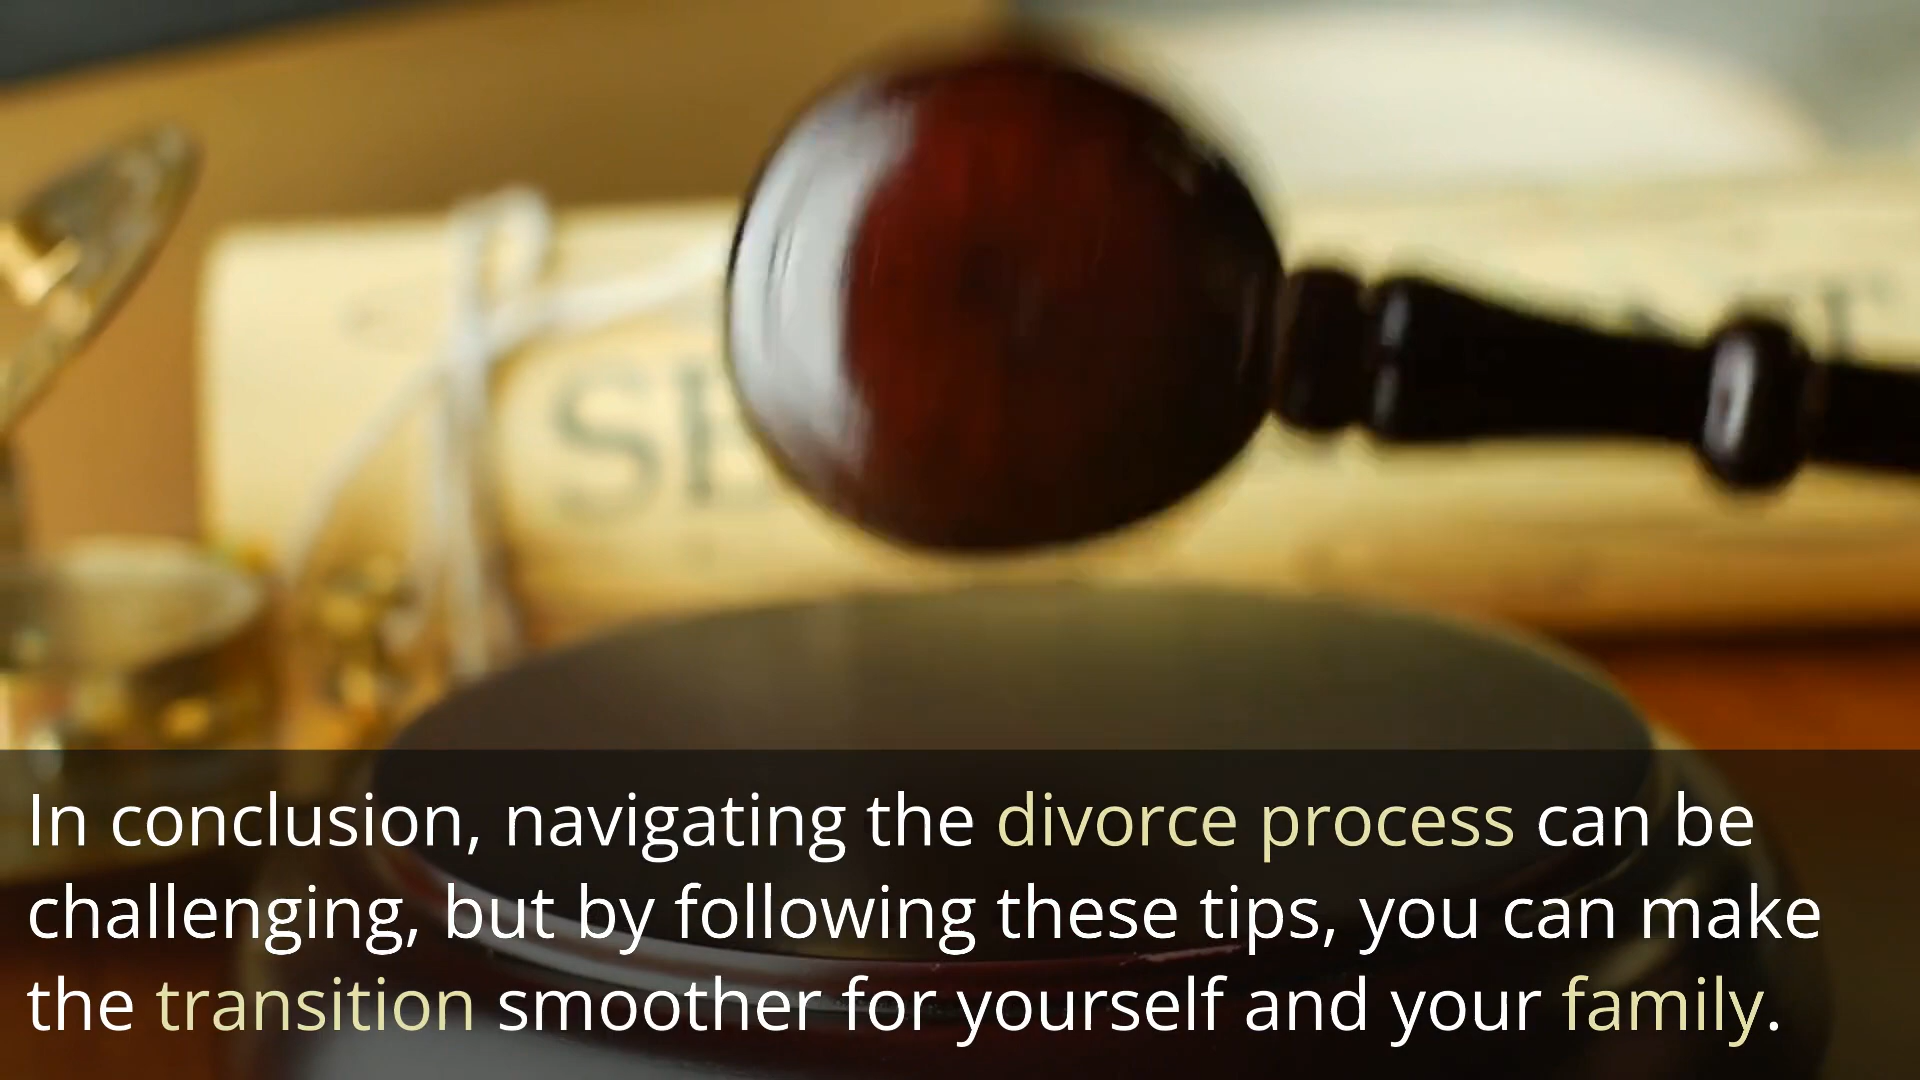 In conclusion, navigating the divorce process can be
challenging, but by following these tips, you can make
the transition smoother for yourself and your family.